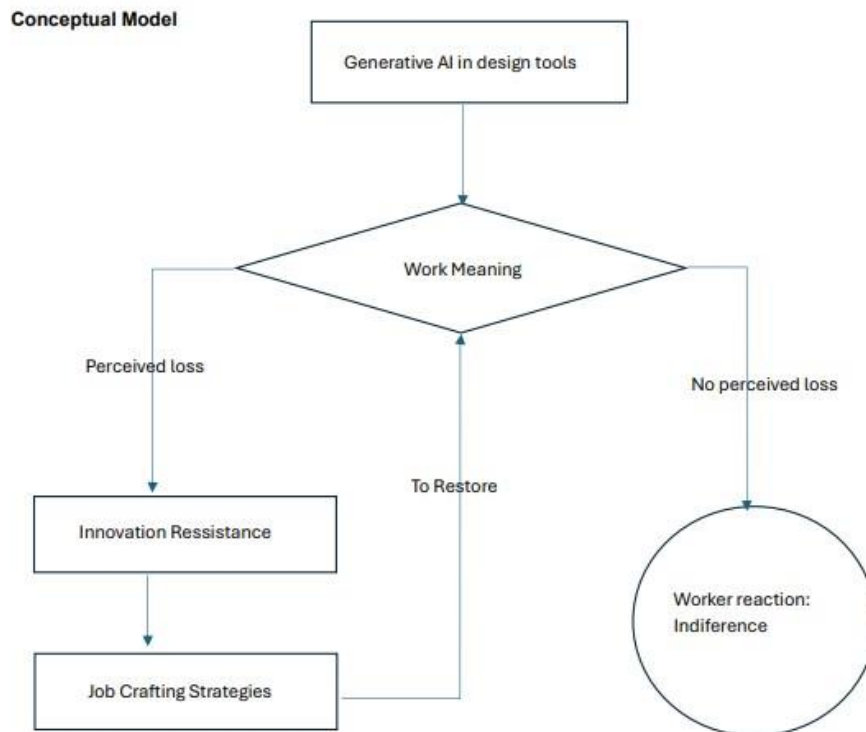 Conceptual Model
Generative AI in design tools
Work Meaning
Perceived loss
No perceived loss
To Restore
Innovation Ressistance
Worker reaction:
Indiference
Job Crafting Strategies